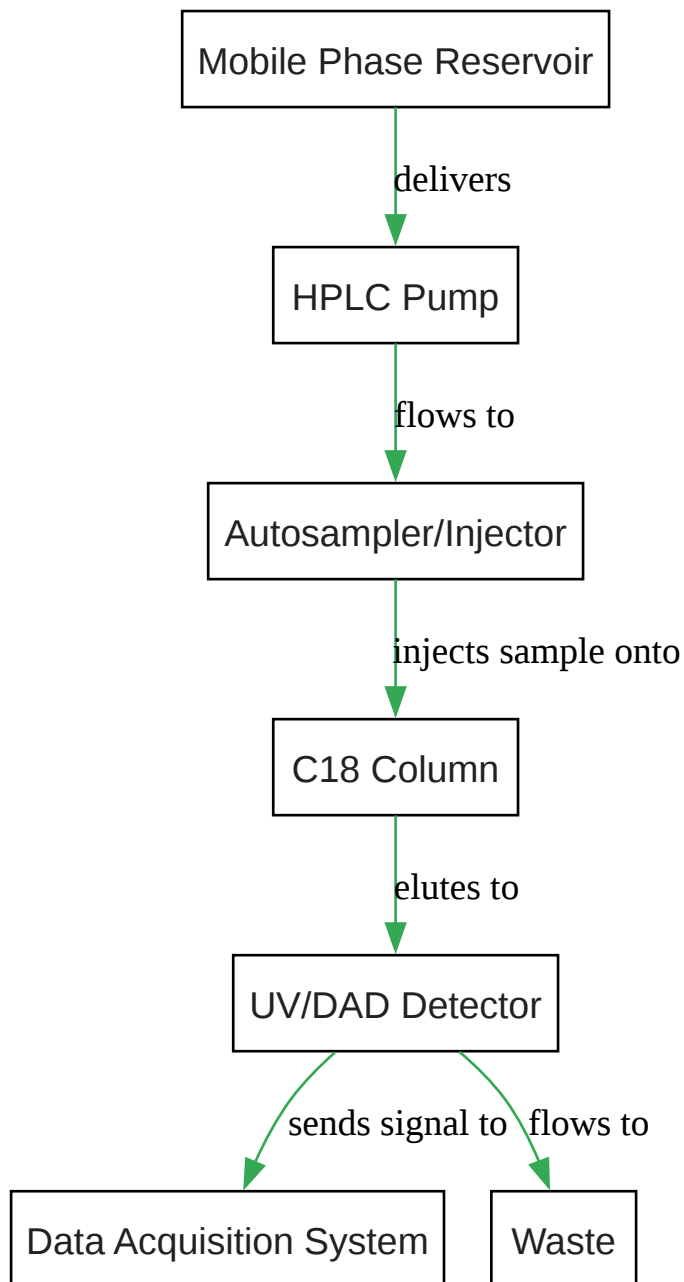 Mobile Phase Reservoir
delivers
HPLC Pump
flows to
Autosampler/Injector
injects sample onto
C18 Column
elutes to
UV/DAD Detector
sends signal to
flows to
Data Acquisition System
Waste